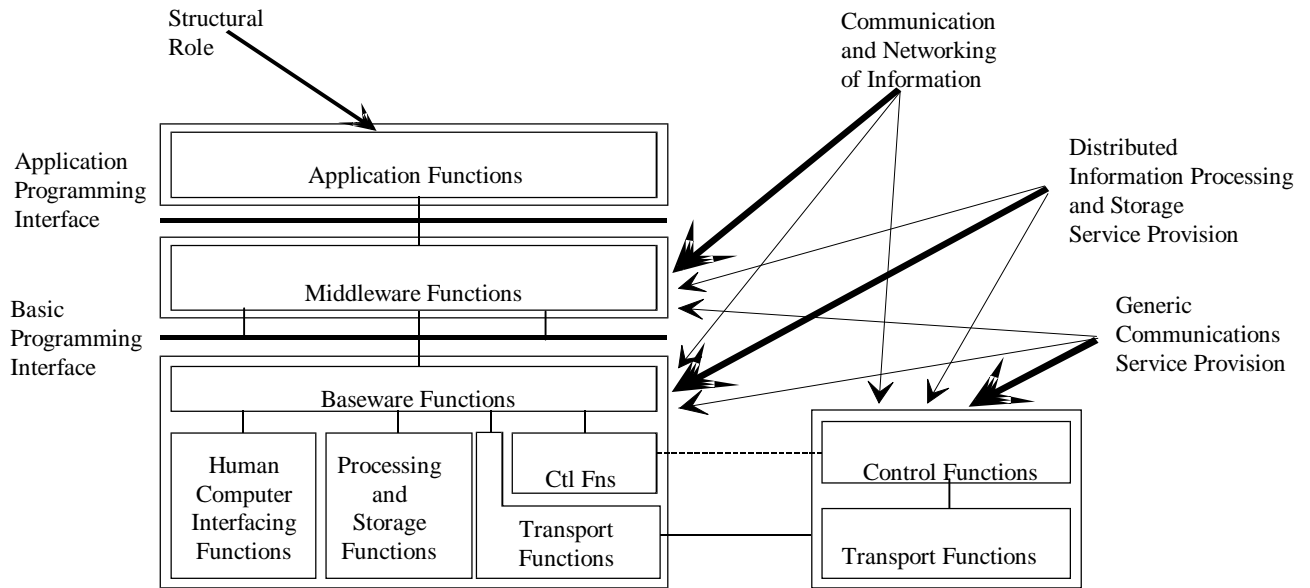 Structural
Role
Communication
and Networking
of Information
Application
Programming
Interface
Application Functions
Distributed
Information Processing
and Storage
Service Provision
Middleware Functions
Basic
Programming
Interface
Generic
Communications
Service Provision
Baseware Functions
Human
Computer
Interfacing
Functions
Processing
and
Storage
Functions
Ctl Fns
Transport
Functions
Control Functions
Transport Functions